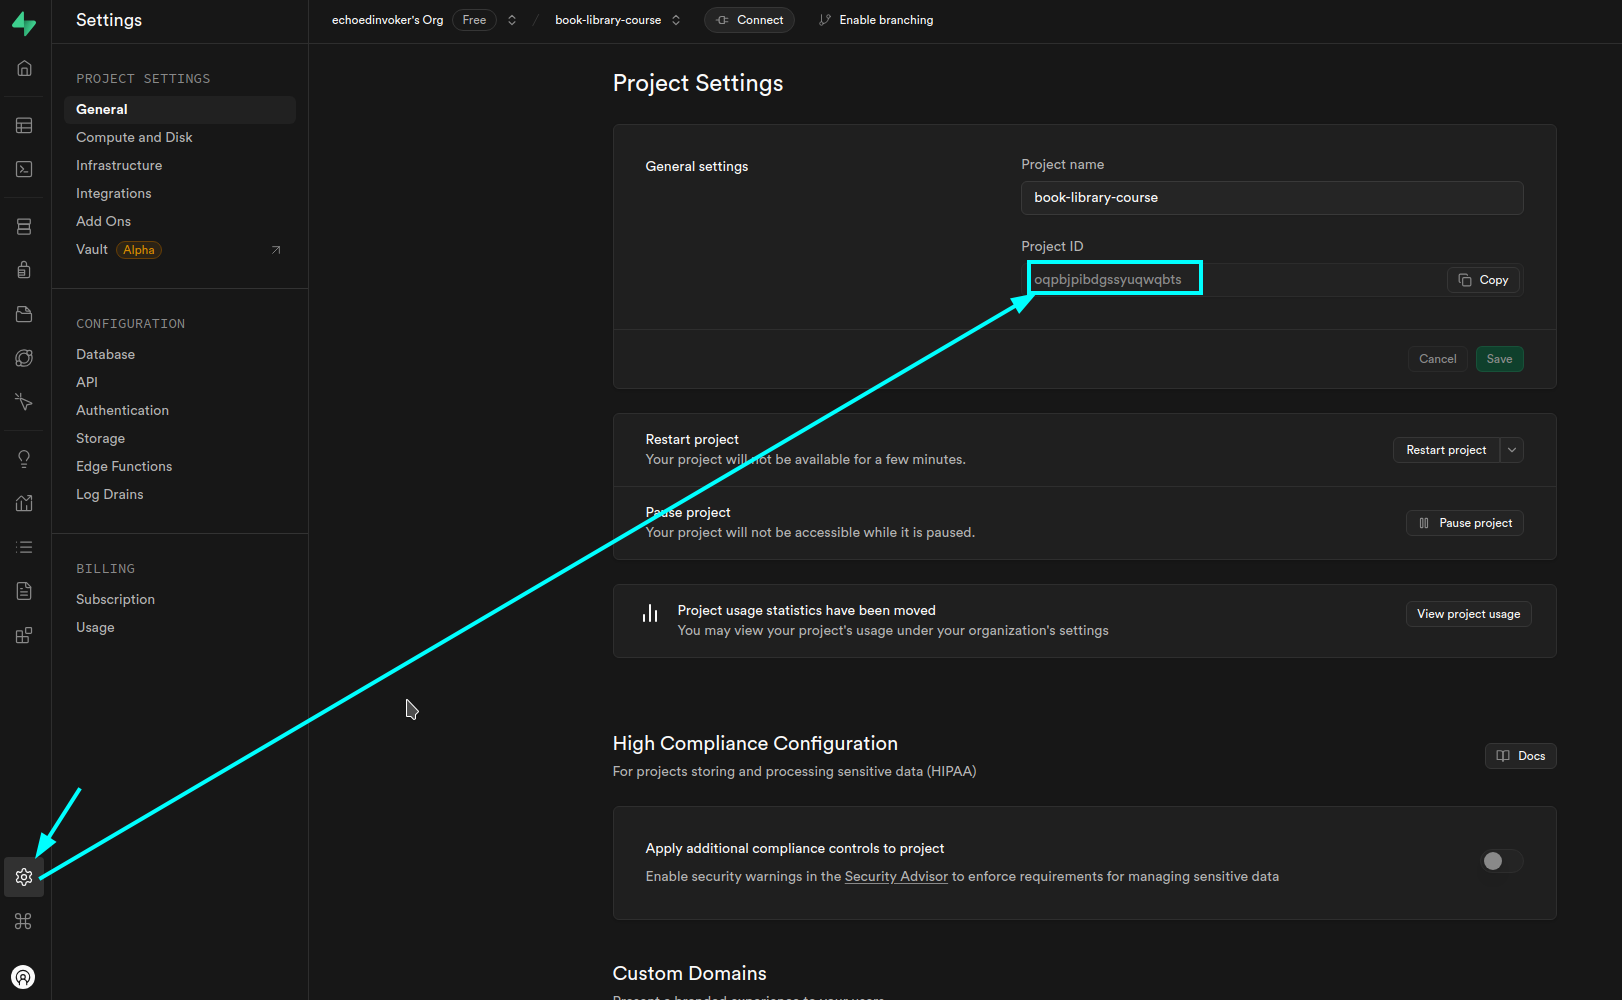 Settings
echoedinvoker's Org Free / book-library-course Connect Enable branching
PROJECT SETTINGS
General
Compute and Disk
Infrastructure
Integrations
Add Ons
Vault Alpha
CONFIGURATION
Database
API
Authentication
Storage
Edge Functions
Log Drains
BILLING
Subscription
Usage
Project Settings
General settings
Project name
book-library-course
Project ID
oqpbjpibdgssyuqwqbts
Copy
Cancel Save
Restart project
Your project will not be available for a few minutes.
Restart project
Pause project
Your project will not be accessible while it is paused.
Pause project
Project usage statistics have been moved
You may view your project's usage under your organization's settings
View project usage
High Compliance Configuration
For projects storing and processing sensitive data (HIPAA)
Docs
Apply additional compliance controls to project
Enable security warnings in the Security Advisor to enforce requirements for managing sensitive data
Custom Domains
Present a branded experience to your users